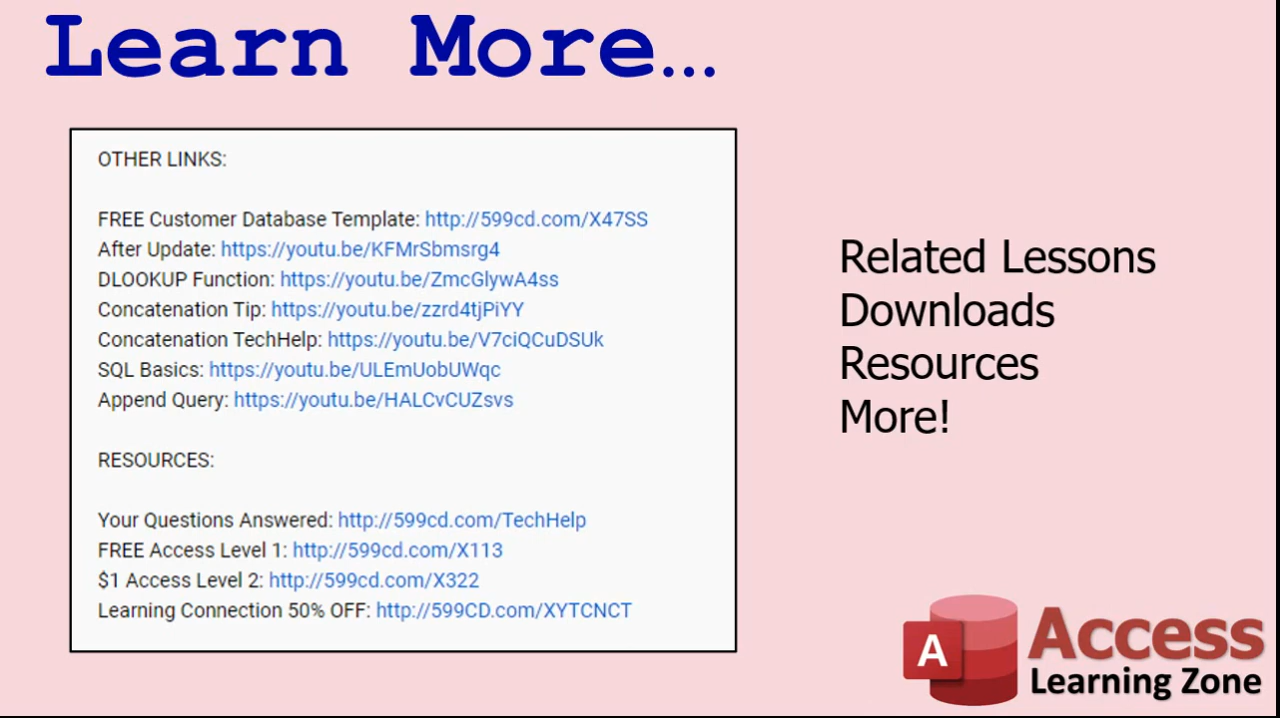 Learn More...
OTHER LINKS:
FREE Customer Database Template: http://599cd.com/X47SS
After Update: https://youtu.be/KFMrSbmsrg4
DLOOKUP Function: https://youtu.be/ZmcGlywA4ss
Concatenation Tip: https://youtu.be/zzrd4tjPiYY
Concatenation TechHelp: https://youtu.be/V7ciQCuDSUk
SQL Basics: https://youtu.be/ULEmUobUWqc
Append Query: https://youtu.be/HALCvCUZsvs
RESOURCES:
Your Questions Answered: http://599cd.com/TechHelp
FREE Access Level 1: http://599cd.com/X113
$1 Access Level 2: http://599cd.com/X322
Learning Connection 50% OFF: http://599CD.com/XYTCNCT
Related Lessons
Downloads
Resources
More!
A
Access
Learning Zone